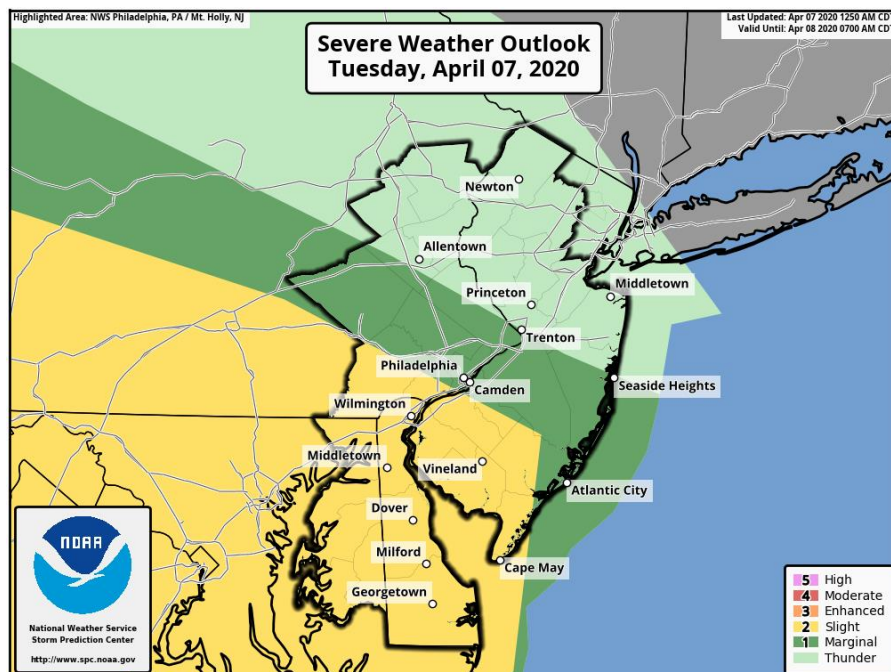 Highlighted Area: NWS Philadelphia, PA / Mt. Holly, NJ
Last Updated: Apr 07 2020 1250 AM CDT
Valid Until: Apr 08 2020 0700 AM CDT
Severe Weather Outlook
Tuesday, April 07, 2020
Newton
Allentown
Princeton
Middletown
Trenton
Philadelphia
Camden
Seaside Heights
Wilmington
Middletown
Vineland
Atlantic City
Dover
Milford
Cape May
Georgetown
NOAA
National Weather Service
Storm Prediction Center
http://www.spc.noaa.gov
5 High
4 Moderate
3 Enhanced
2 Slight
1 Marginal
Thunder